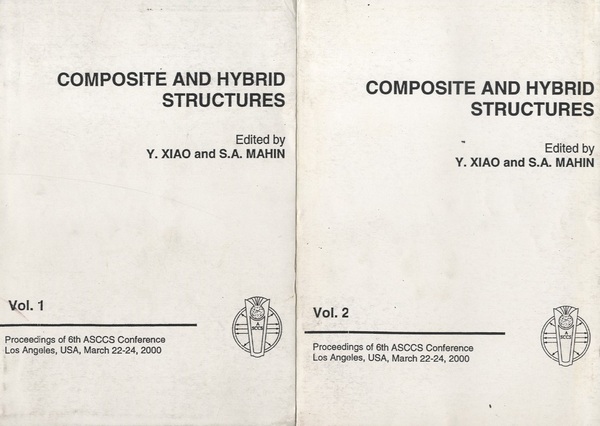 COMPOSITE AND HYBRID
STRUCTURES
Edited by
Y. XIAO and S.A. MAHIN
Vol. 1
Proceedings of 6th ASCCS Conference
Los Angeles, USA, March 22-24, 2000
A
SCCS
COMPOSITE AND HYBRID
STRUCTURES
Edited by
Y. XIAO and S.A. MAHIN
Vol. 2
Proceedings of 6th ASCCS Conference
Los Angeles, USA, March 22-24, 2000
A
SCCS